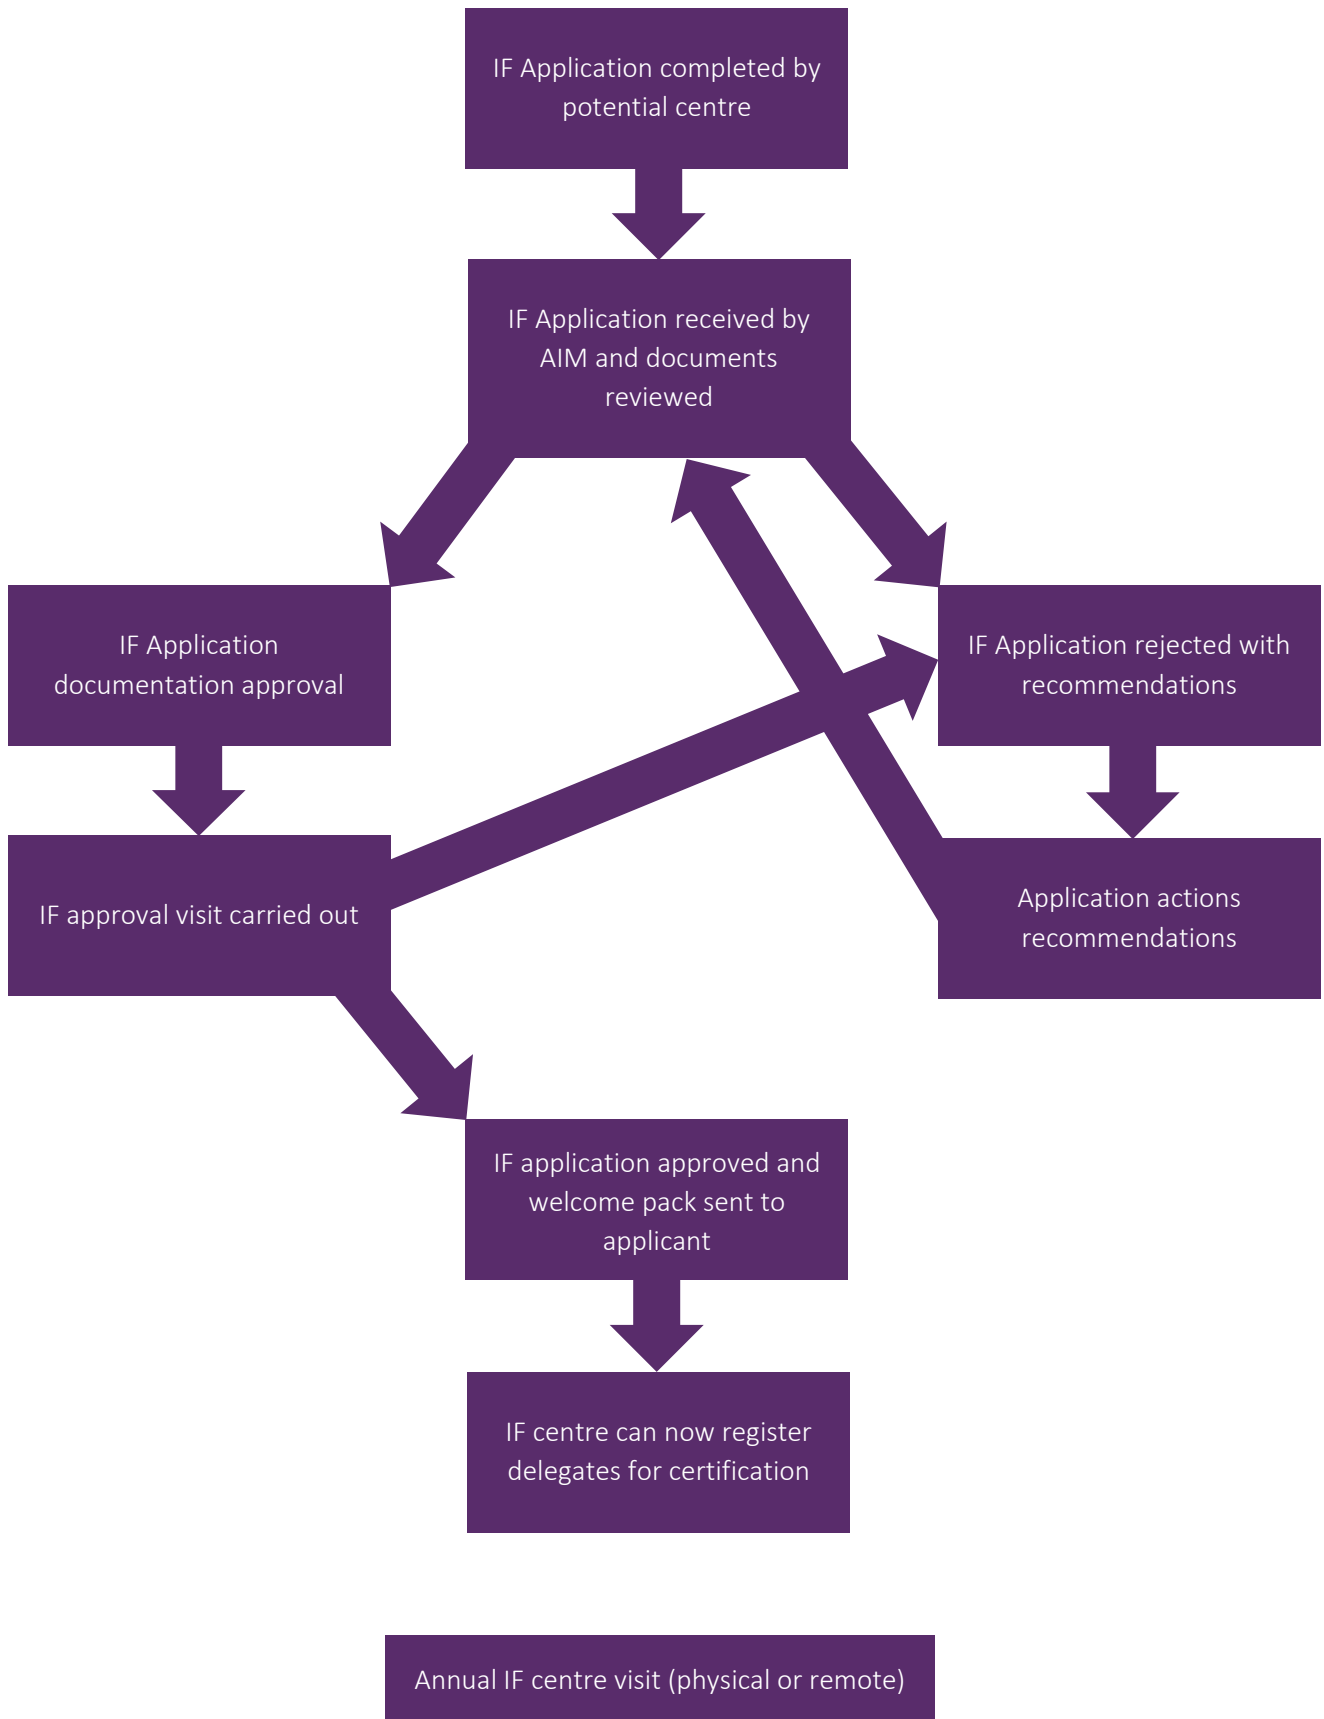 IF Application completed by
potential centre
IF Application received by
AIM and documents
reviewed
IF Application
documentation approval
IF Application rejected with
recommendations
IF approval visit carried out
Application actions
recommendations
IF application approved and
welcome pack sent to
applicant
IF centre can now register
delegates for certification
Annual IF centre visit (physical or remote)